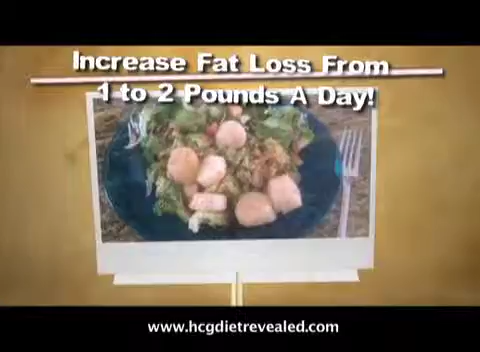 Increase Fat Loss From
1 to 2 Pounds A Day!
www.hcgdietrevealed.com